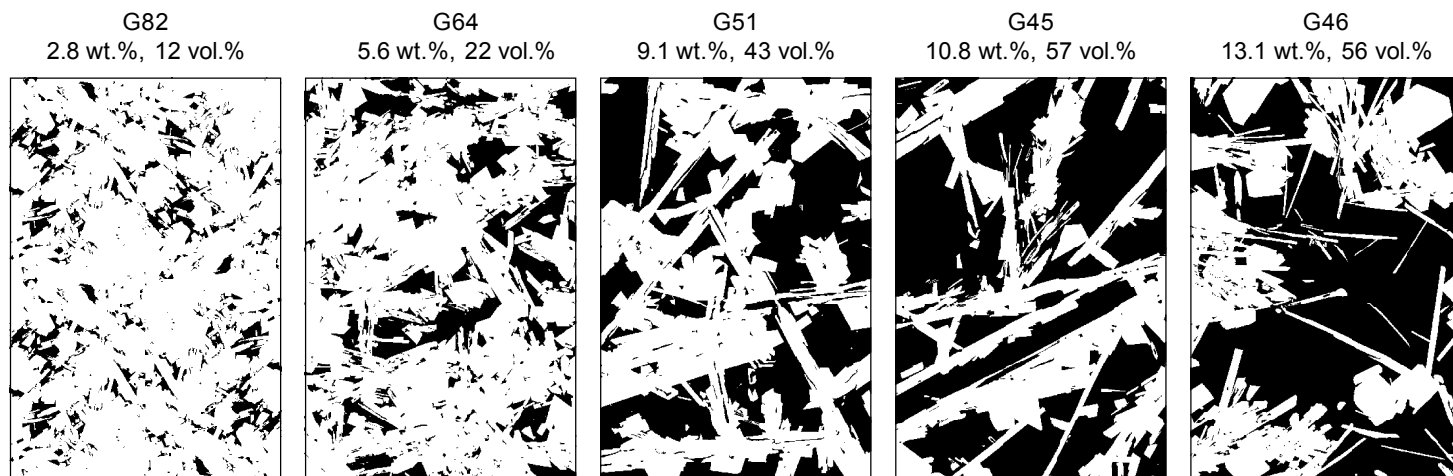 G82
2.8 wt.%, 12 vol.%
G64
5.6 wt.%, 22 vol.%
G51
9.1 wt.%, 43 vol.%
G45
10.8 wt.%, 57 vol.%
G46
13.1 wt.%, 56 vol.%